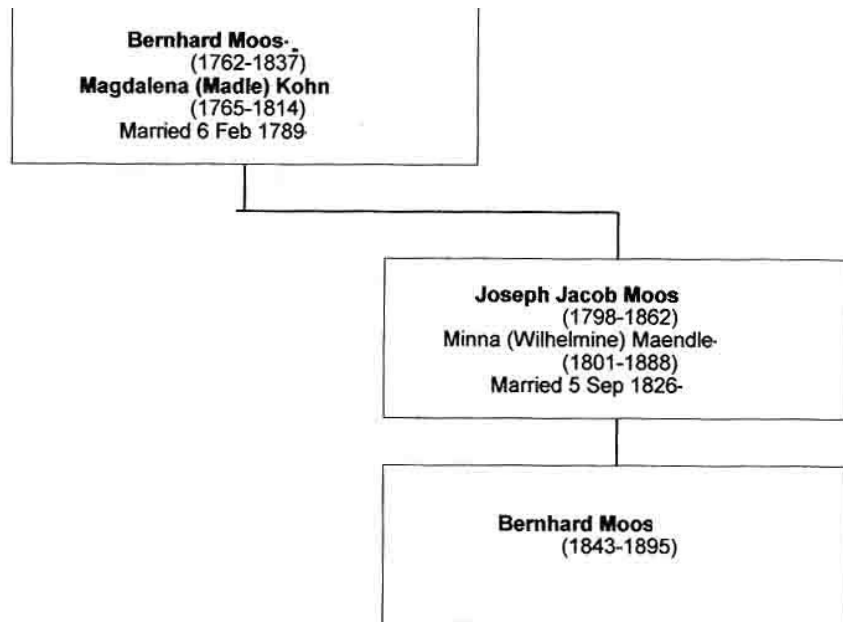 Bernhard Moos
(1762-1837)
Magdalena (Madle) Kohn
(1765-1814)
Married 6 Feb 1789
Joseph Jacob Moos
(1798-1862)
Minna (Wilhelmine) Maendle
(1801-1888)
Married 5 Sep 1826
Bernhard Moos
(1843-1895)